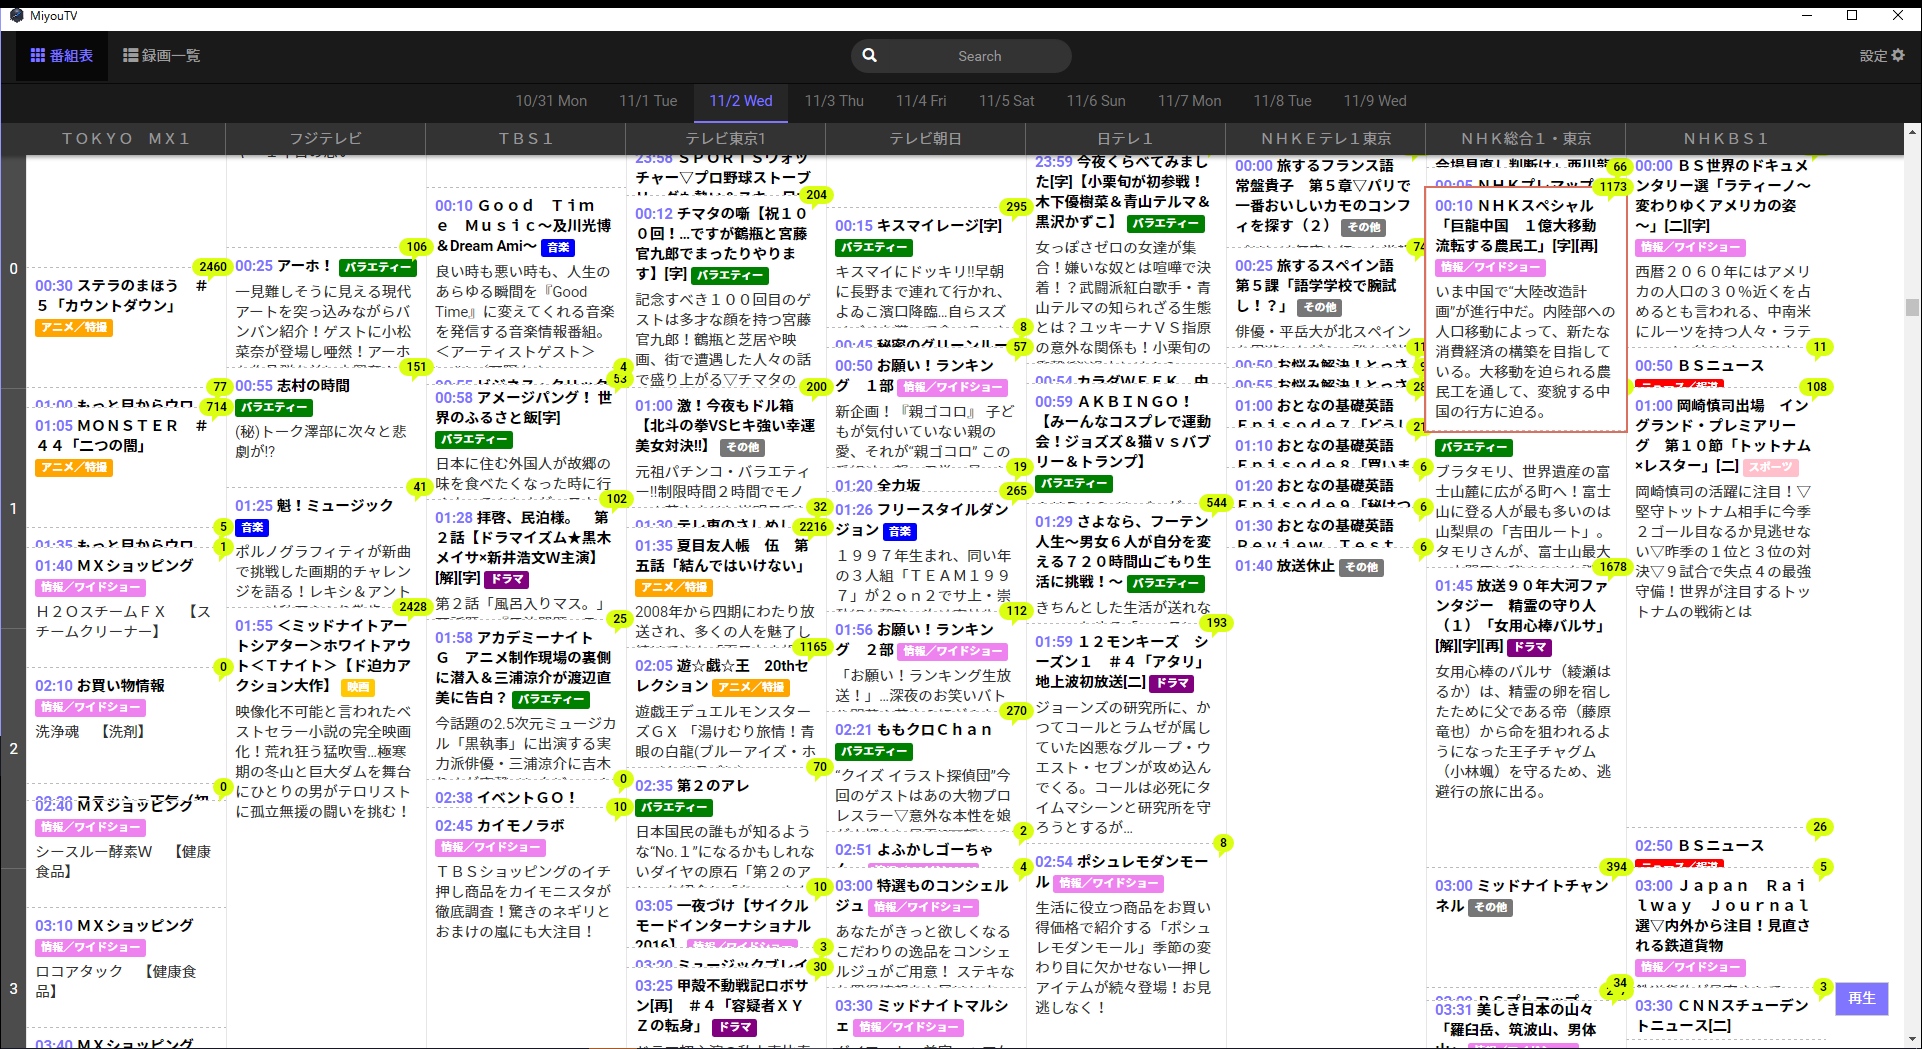 MiyouTV
番組表
録画一覧
Search
設定
10/31 Mon
11/1 Tue
11/2 Wed
11/3 Thu
11/4 Fri
11/5 Sat
11/6 Sun
11/7 Mon
11/8 Tue
11/9 Wed
ＴＯＫＹＯ　ＭＸ１
フジテレビ
ＴＢＳ１
テレビ東京1
テレビ朝日
日テレ１
ＮＨＫＥテレ１東京
ＮＨＫ総合１・東京
ＮＨＫＢＳ１
0
1
2
3
2460
00:30 ステラのまほう　＃
５「カウントダウン」
アニメ／特撮
77
714
01:05 ＭＯＮＳＴＥＲ　＃
４４「二つの闇」
アニメ／特撮
5
1
01:40 ＭＸショッピング
情報／ワイドショー
Ｈ２ＯスチームＦＸ　【ス
チームクリーナー】
0
02:10 お買い物情報
情報／ワイドショー
洗浄魂　【洗剤】
0
02:40 ＭＸショッピング
情報／ワイドショー
シースルー酵素Ｗ　【健康
食品】
03:10 ＭＸショッピング
情報／ワイドショー
ロコアタック　【健康食
品】
03:40 ＭＸショッピング
106
00:25 アーホ！ バラエティー
一見難しそうに見える現代
アートを突っ込みながらバ
ンバン紹介！ゲストに小松
菜奈が登場し唖然！アーホ
151
00:55 志村の時間
バラエティー
(秘)トーク澤部に次々と悲
劇が!?
41
01:25 魁！ミュージック
音楽
ポルノグラフィティが新曲
で挑戦した画期的チャレン
ジを語る！レキシ＆アント
2428
01:55 ＜ミッドナイトアー
トシアター＞ホワイトアウ
ト＜Ｔナイト＞【ド迫力ア
クション大作】 映画
映像化不可能と言われたベ
ストセラー小説の完全映画
化！荒れ狂う猛吹雪...極寒
期の冬山と巨大ダムを舞台
にひとりの男がテロリスト
に孤立無援の闘いを挑む！
00:10 Ｇｏｏｄ　Ｔｉｍ
ｅ　Ｍｕｓｉｃ～及川光博
＆Dream Ami～ 音楽
良い時も悪い時も、人生の
あらゆる瞬間を『Good
Time』に変えてくれる音楽
を発信する音楽情報番組。
＜アーティストゲスト＞
4
53
00:58 アメージパング！ 世
界のふるさと飯[字]
バラエティー
日本に住む外国人が故郷の
味を食べたくなった時に行
102
01:28 拝啓、民泊様。　第
２話【ドラマイズム★黒木
メイサ×新井浩文Ｗ主演】
[解][字] ドラマ
第２話「風呂入りマス。」
25
01:58 アカデミーナイト
Ｇ　アニメ制作現場の裏側
に潜入＆三浦涼介が渡辺直
美に告白？ バラエティー
今話題の2.5次元ミュージカ
ル「黒執事」に出演する実
力派俳優・三浦涼介に吉木
0
02:38 イベントＧＯ！
10
02:45 カイモノラボ
情報／ワイドショー
ＴＢＳショッピングのイチ
押し商品をカイモニスタが
徹底調査！驚きのネギリと
おまけの嵐にも大注目！
23:58 ＳＰＯＲＴＳウォッ
チャー▽プロ野球ストーブ
204
00:12 チマタの噺【祝１０
０回！...ですが鶴瓶と宮藤
官九郎でまったりやりま
す】[字] バラエティー
記念すべき１００回目のゲ
ストは多才な顔を持つ宮藤
官九郎！鶴瓶と芝居や映
画、街で遭遇した人々の話
で盛り上がる▽チマタの
200
01:00 激！今夜もドル箱
【北斗の拳VSヒキ強い幸運
美女対決!!】 その他
元祖パチンコ・バラエティ
ー!!制限時間２時間でモノ
32
2216
01:35 夏目友人帳　伍　第
五話「結んではいけない」
アニメ／特撮
2008年から四期にわたり放
送され、多くの人を魅了し
1165
02:05 遊☆戯☆王　20thセ
レクション アニメ／特撮
遊戯王デュエルモンスター
ズＧＸ「湯けむり旅情！青
眼の白龍(ブルーアイズ・ホ
70
02:35 第２のアレ
バラエティー
日本国民の誰もが知るよう
な“No.１”になるかもしれな
いダイヤの原石「第２のア
10
03:05 一夜づけ【サイクル
モードインターナショナル
2016】 情報／ワイドショー
3
03:20 ミュージックブレイ
30
03:25 甲殻不動戦記ロボサ
ン[再]　＃４「容疑者ＸＹ
Ｚの転身」 ドラマ
295
00:15 キスマイレージ[字]
バラエティー
キスマイにドッキリ!!早朝
に長野まで連れて行かれ、
よゐこ濱口降臨...自らスズ
8
00:45 秘密のグリーンルー
57
00:50 お願い！ランキン
グ　１部 情報／ワイドショー
新企画！『親ゴコロ』 子ど
もが気付いていない親の
愛、それが“親ゴコロ” この
19
01:20 全力坂
265
01:26 フリースタイルダン
ジョン 音楽
１９９７年生まれ、同い年
の３人組「ＴＥＡＭ１９９
７」が２ｏｎ２でサ上・崇
112
01:56 お願い！ランキン
グ　２部 情報／ワイドショー
「お願い！ランキング生放
送！」...深夜のお笑いバト
270
02:21 ももクロＣｈａｎ
バラエティー
“クイズ イラスト探偵団”今
回のゲストはあの大物プロ
レスラー▽意外な本性を娘
2
02:51 よふかしゴーちゃ
4
03:00 特選ものコンシェル
ジュ 情報／ワイドショー
あなたがきっと欲しくなる
こだわりの逸品をコンシェ
ルジュがご用意！ ステキな
03:30 ミッドナイトマルシ
ェ 情報／ワイドショー
23:59 今夜くらべてみまし
た[字]【小栗旬が初参戦！
木下優樹菜＆青山テルマ＆
黒沢かずこ】 バラエティー
女っぽさゼロの女達が集
合！嫌いな奴とは喧嘩で決
着！？武闘派紅白歌手・青
山テルマの知られざる生態
とは？ユッキーナＶＳ指原
の意外な関係も！小栗旬の
00:54 カラダＷＥＥＫ　中
00:59 ＡＫＢＩＮＧＯ！
【みんなコスプレで運動
会！ジョズズ＆猫ｖｓバブ
リー＆トランプ】
バラエティー
544
01:29 さよなら、フーテン
人生～男女６人が自分を変
える７２０時間山ごもり生
活に挑戦！～ バラエティー
きちんとした生活が送れな
193
01:59 １２モンキーズ　シ
ーズン１　＃４「アタリ」
地上波初放送[二] ドラマ
ジョーンズの研究所に、か
つてコールとラムゼが属し
ていた凶悪なグループ・ウ
エスト・セブンが攻め込ん
でくる。コールは必死にタ
イムマシーンと研究所を守
ろうとするが...
8
02:54 ポシュレモダンモー
ル 情報／ワイドショー
生活に役立つ商品をお買い
得価格で紹介する「ポシュ
レモダンモール」季節の変
わり目に欠かせない一押し
アイテムが続々登場！お見
逃しなく！
00:00 旅するフランス語
常盤貴子　第５章▽パリで
一番おいしいカモのコンフ
ィを探す（２） その他
74
00:25 旅するスペイン語
第５課「語学学校で腕試
し！？」 その他
俳優・平岳大が北スペイン
11
00:50 お悩み解決！とっさ
00:55 お悩み解決！とっさ
28
01:00 おとなの基礎英語
Ｅｐｉｓｏｄｅ７「どうし
21
01:10 おとなの基礎英語
Ｅｐｉｓｏｄｅ８「買いま
6
01:20 おとなの基礎英語
Ｅｐｉｓｏｄｅ９「秘けつ
6
01:30 おとなの基礎英語
Ｒｅｖｉｅｗ　Ｔｅｓｔ
6
01:40 放送休止 その他
66
00:05 ＮＨＫプレマップ
1173
00:10 ＮＨＫスペシャル
「巨龍中国　１億大移動
流転する農民工」[字][再]
情報／ワイドショー
いま中国で“大陸改造計
画”が進行中だ。内陸部への
人口移動によって、新たな
消費経済の構築を目指して
いる。大移動を迫られる農
民工を通して、変貌する中
国の行方に迫る。
バラエティー
ブラタモリ、世界遺産の富
士山麓に広がる町へ！富士
山に登る人が最も多いのは
山梨県の「吉田ルート」。
タモリさんが、富士山最大
1678
01:45 放送９０年大河ファ
ンタジー　精霊の守り人
（１）「女用心棒バルサ」
[解][字][再] ドラマ
女用心棒のバルサ（綾瀬は
るか）は、精霊の卵を宿し
たために父である帝（藤原
竜也）から命を狙われるよ
うになった王子チャグム
（小林颯）を守るため、逃
避行の旅に出る。
394
03:00 ミッドナイトチャン
ネル その他
34
03:31 美しき日本の山々
「羅臼岳、筑波山、男体
00:00 ＢＳ世界のドキュメ
ンタリー選「ラティーノ～
変わりゆくアメリカの姿
～」[二][字]
情報／ワイドショー
西暦２０６０年にはアメリ
カの人口の３０％近くを占
めるとも言われる、中南米
にルーツを持つ人々・ラテ
11
00:50 ＢＳニュース
ニュース／報道
108
01:00 岡崎慎司出場　イン
グランド・プレミアリー
グ　第１０節「トットナム
×レスター」[二] スポーツ
岡崎慎司の活躍に注目！▽
堅守トットナム相手に今季
２ゴール目なるか見逃せな
い▽昨季の１位と３位の対
決▽９試合で失点４の最強
守備！世界が注目するトッ
トナムの戦術とは
26
02:50 ＢＳニュース
ニュース／報道
5
03:00 Ｊａｐａｎ　Ｒａｉ
ｌｗａｙ　Ｊｏｕｒｎａｌ
選▽内外から注目！見直さ
れる鉄道貨物
情報／ワイドショー
3
03:30 ＣＮＮスチューデン
トニュース[二]
再生